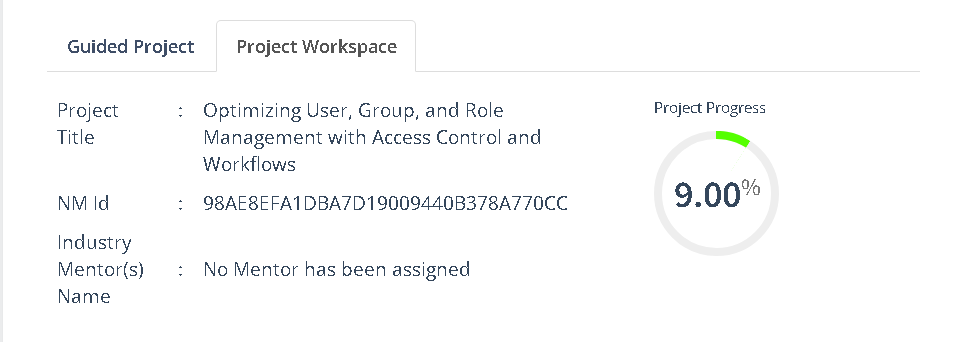 Guided Project
Project Workspace
Project Title : Optimizing User, Group, and Role
Management with Access Control and
Workflows
NM Id : 98AE8EFA1DBA7D19009440B378A770CC
Industry
Mentor(s) : No Mentor has been assigned
Name
Project Progress
9.00%